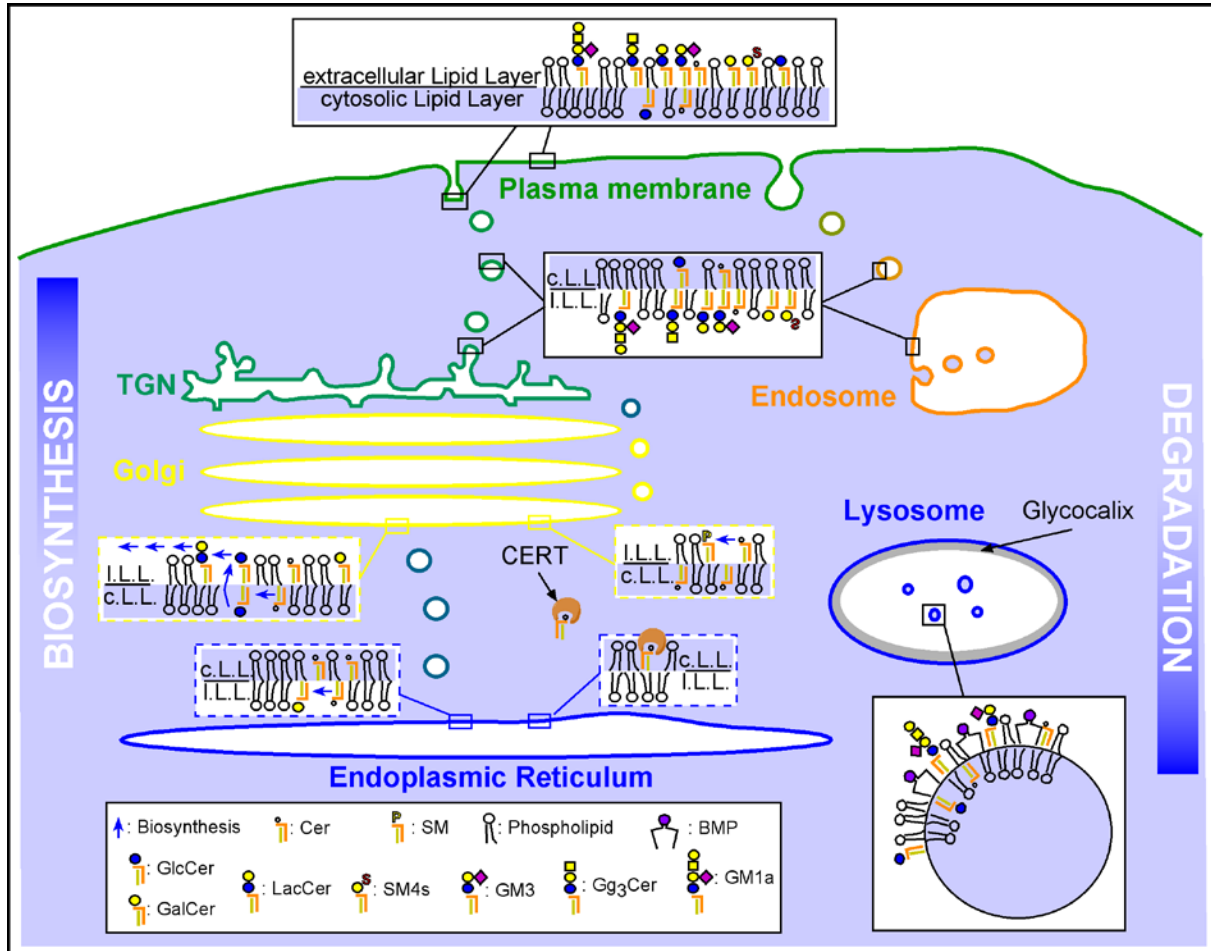 extracellular Lipid Layer
cytosolic Lipid Layer
S
Plasma membrane
c.L.L.
l.L.L.
S
BIOSYNTHESIS
DEGRADATION
TGN
Endosome
Golgi
Lysosome
Glycocalix
l.L.L.
c.L.L.
CERT
P
l.L.L.
c.L.L.
c.L.L.
l.L.L.
c.L.L.
l.L.L.
Endoplasmic Reticulum
: Biosynthesis
: Cer
P
: SM
: Phospholipid
: BMP
: GlcCer
: GalCer
: LacCer
S
: SM4s
: GM3
: Gg₃Cer
: GM1a